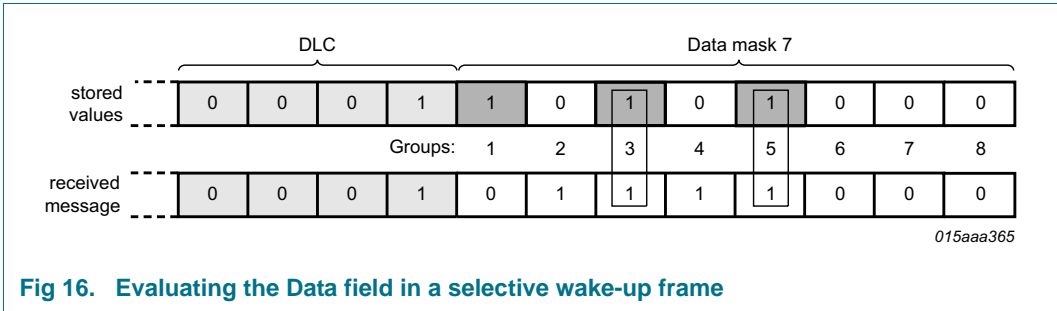 DLC Data mask 7
stored values 0 0 0 1 1 0 1 0 1 0 0 0
Groups: 1 2 3 4 5 6 7 8
received message 0 0 0 1 0 1 1 1 1 0 0 0
015aaa365
Fig 16. Evaluating the Data field in a selective wake-up frame